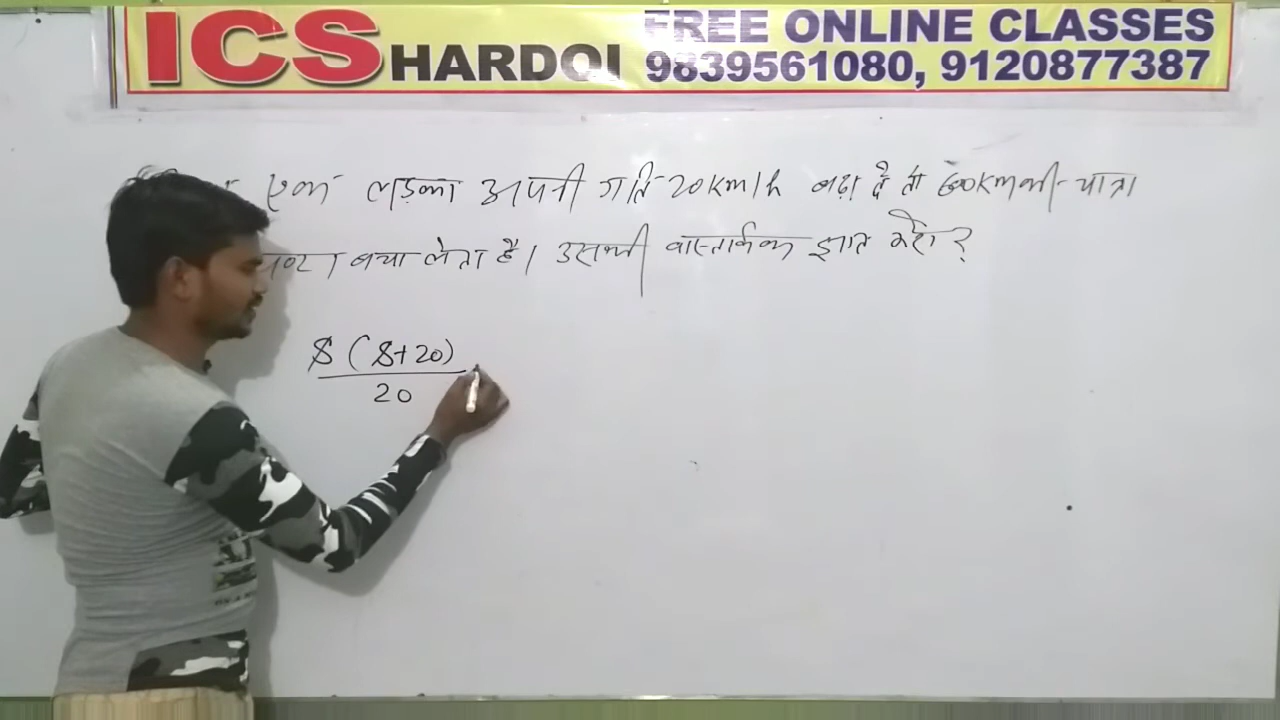 ICS HARDOI FREE ONLINE CLASSES
9839561080, 9120877387
एक लड़का अपनी गति 20km/h बढ़ा दे तो 600km की यात्रा
बचा लेता है। उसकी वास्तविक ज्ञात करो?
S (S+20)
20